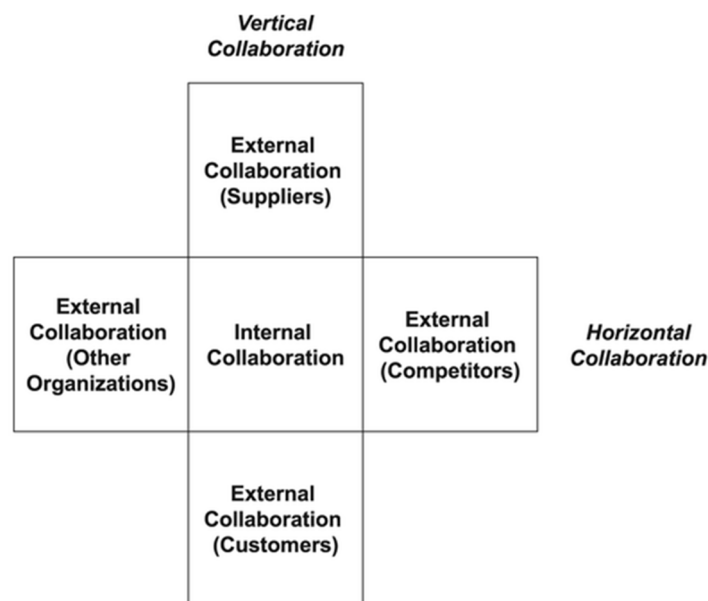 Vertical
Collaboration
External
Collaboration
(Suppliers)
External
Collaboration
(Other
Organizations)
Internal
Collaboration
External
Collaboration
(Competitors)
Horizontal
Collaboration
External
Collaboration
(Customers)